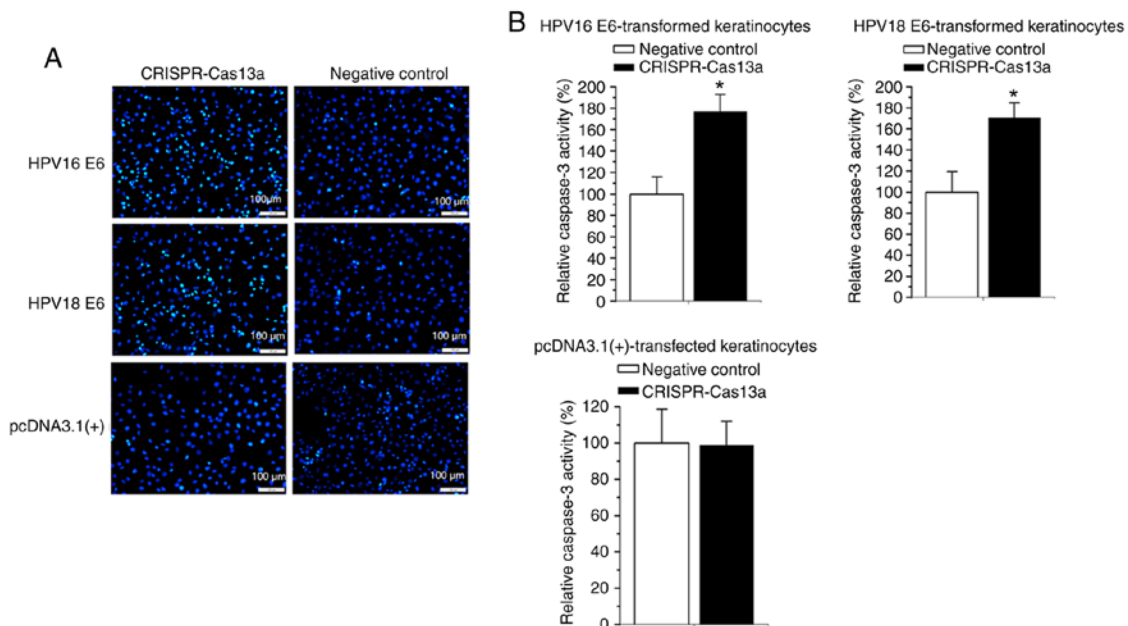 A
CRISPR-Cas13a Negative control
HPV16 E6
100μm
100 μm
HPV18 E6
100 μm
100 μm
pcDNA3.1(+)
100 μm
100 μm
B
HPV16 E6-transformed keratinocytes
Negative control
CRISPR-Cas13a
Relative caspase-3 activity (%)
200
180
160
140
120
100
80
60
40
20
0
*
HPV18 E6-transformed keratinocytes
Negative control
CRISPR-Cas13a
Relative caspase-3 activity (%)
200
180
160
140
120
100
80
60
40
20
0
*
pcDNA3.1(+)-transfected keratinocytes
Negative control
CRISPR-Cas13a
Relative caspase-3 activity (%)
120
100
80
60
40
20
0